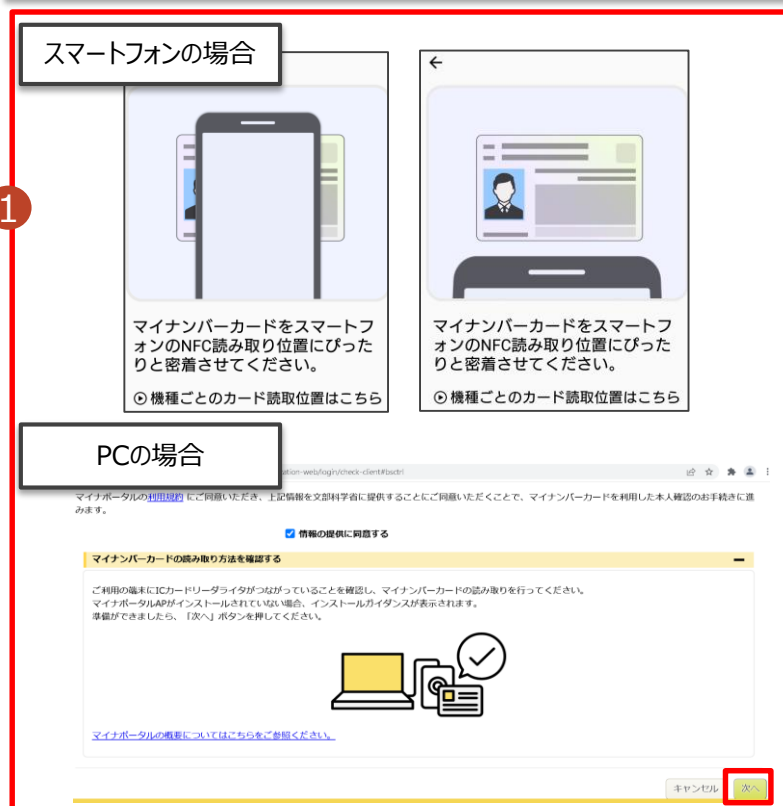 スマートフォンの場合
1
←
マイナンバーカードをスマートフ
ォンのNFC読み取り位置にぴった
りと密着させてください。
機種ごとのカード読取位置はこちら
マイナンバーカードをスマートフ
ォンのNFC読み取り位置にぴった
りと密着させてください。
機種ごとのカード読取位置はこちら
PCの場合
ation-web/login/check-client#bsctrl
マイナポータルの利用規約 にご同意いただき、上記情報を文部科学省に提供することにご同意いただくことで、マイナンバーカードを利用した本人確認のお手続きに進
みます。
情報の提供に同意する
マイナンバーカードの読み取り方法を確認する
ご利用の端末にICカードリーダライタがつながっていることを確認し、マイナンバーカードの読み取りを行ってください。
マイナポータルAPがインストールされていない場合、インストールガイダンスが表示されます。
準備ができましたら、「次へ」ボタンを押してください。
マイナポータルの概要についてはこちらをご参照ください。
キャンセル 次へ